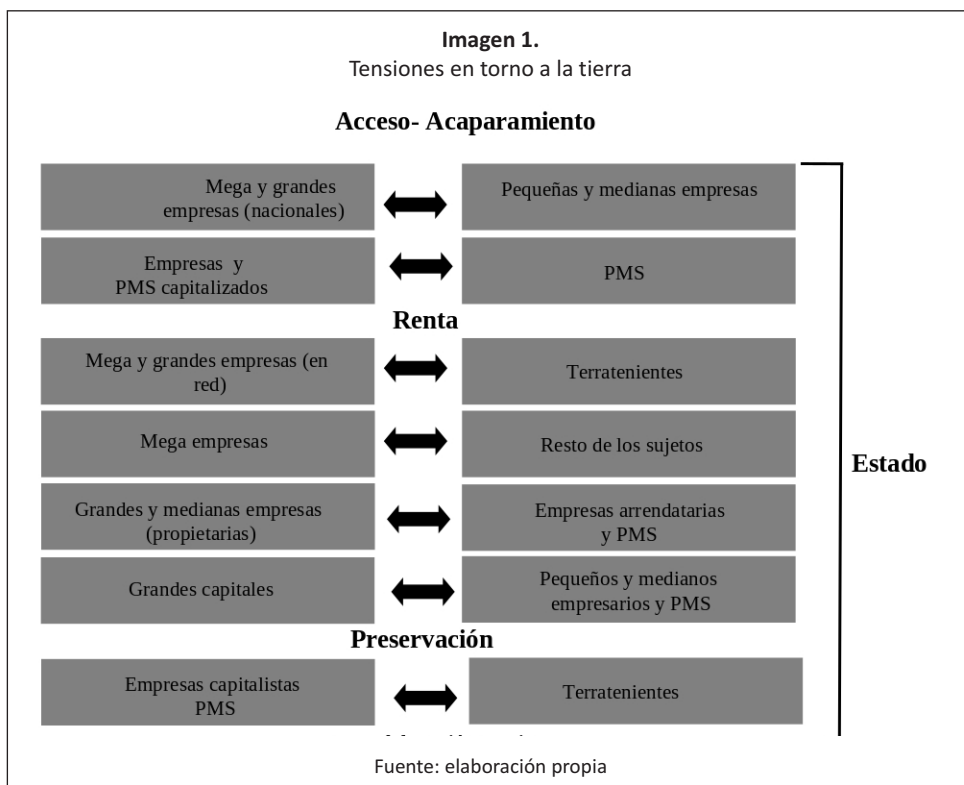 Imagen 1.
Tensiones en torno a la tierra
Acceso- Acaparamiento
Mega y grandes
empresas (nacionales)
Pequeñas y medianas empresas
Empresas y
PMS capitalizados
PMS
Renta
Mega y grandes empresas (en
red)
Terratenientes
Mega empresas
Resto de los sujetos
Grandes y medianas empresas
(propietarias)
Empresas arrendatarias
y PMS
Grandes capitales
Pequeños y medianos
empresarios y PMS
Preservación
Empresas capitalistas
PMS
Terratenientes
Estado
Fuente: elaboración propia